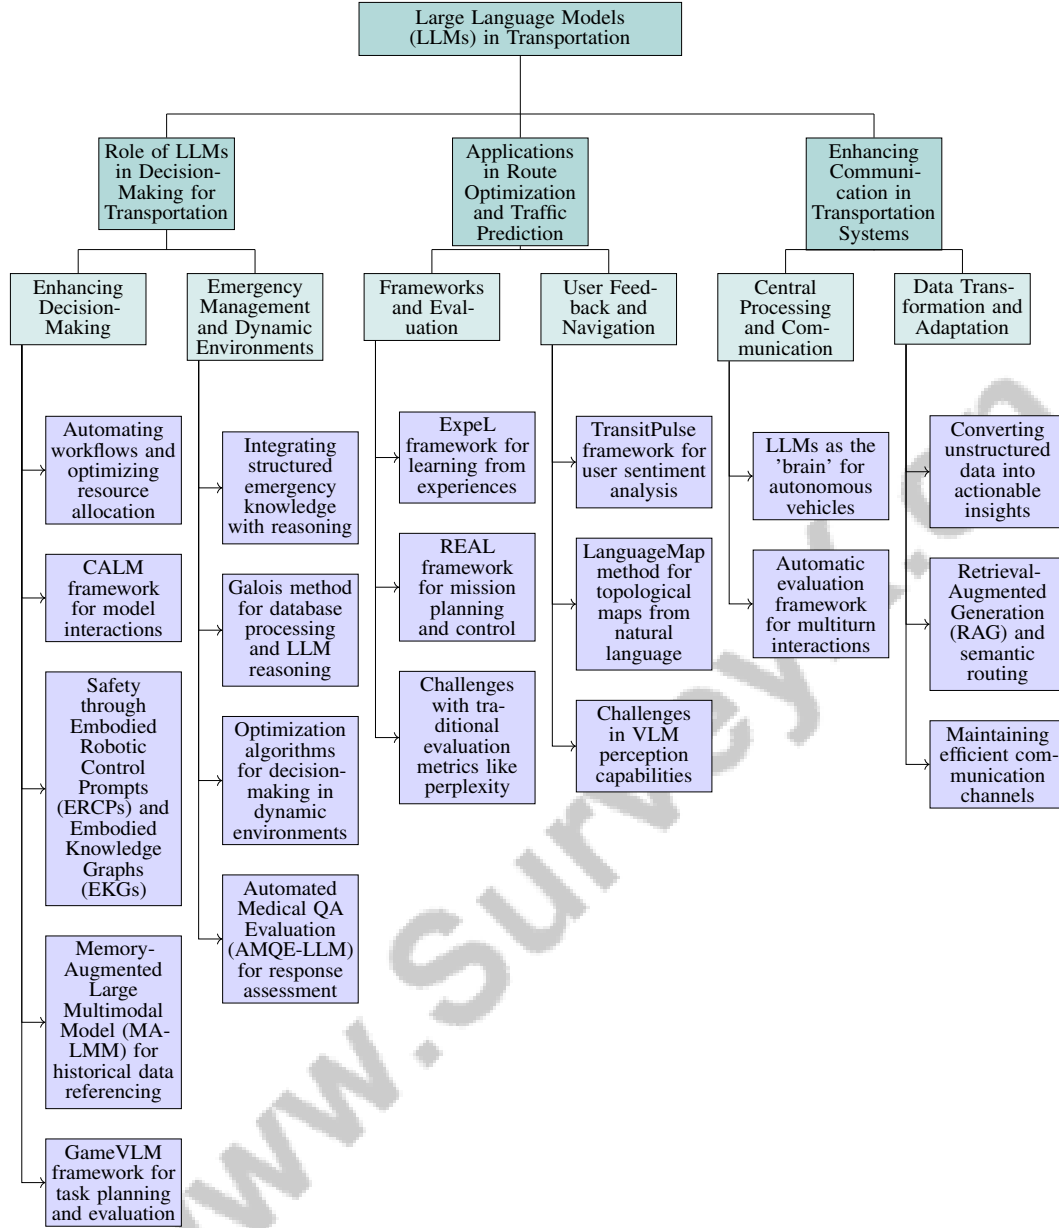 Large Language Models
(LLMs) in Transportation
Role of LLMs
in Decision-
Making for
Transportation
Applications
in Route
Optimization
and Traffic
Prediction
Enhancing
Communi-
cation in
Transportation
Systems
Enhancing
Decision-
Making
Emergency
Management
and Dynamic
Environments
Frameworks
and Eval-
uation
User Feed-
back and
Navigation
Central
Processing
and Com-
munication
Data Trans-
formation and
Adaptation
Automating
workflows and
optimizing
resource
allocation
CALM
framework
for model
interactions
Safety
through
Embodied
Robotic
Control
Prompts
(ERCPs) and
Embodied
Knowledge
Graphs
(EKGs)
Memory-
Augmented
Large
Multimodal
Model (MA-
LMM) for
historical data
referencing
GameVLM
framework for
task planning
and evaluation
Integrating
structured
emergency
knowledge
with reasoning
Galois method
for database
processing
and LLM
reasoning
Optimization
algorithms
for decision-
making in
dynamic
environments
Automated
Medical QA
Evaluation
(AMQE-LLM)
for response
assessment
ExpeL
framework for
learning from
experiences
REAL
framework
for mission
planning
and control
Challenges
with tra-
ditional
evaluation
metrics like
perplexity
TransitPulse
framework for
user sentiment
analysis
LanguageMap
method for
topological
maps from
natural
language
Challenges
in VLM
perception
capabilities
LLMs as the
'brain' for
autonomous
vehicles
Automatic
evaluation
framework
for multiturn
interactions
Converting
unstructured
data into
actionable
insights
Retrieval-
Augmented
Generation
(RAG) and
semantic
routing
Maintaining
efficient com-
munication
channels